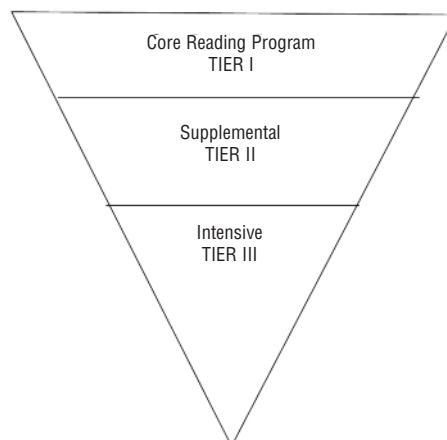 Core Reading Program
TIER I
Supplemental
TIER II
Intensive
TIER III